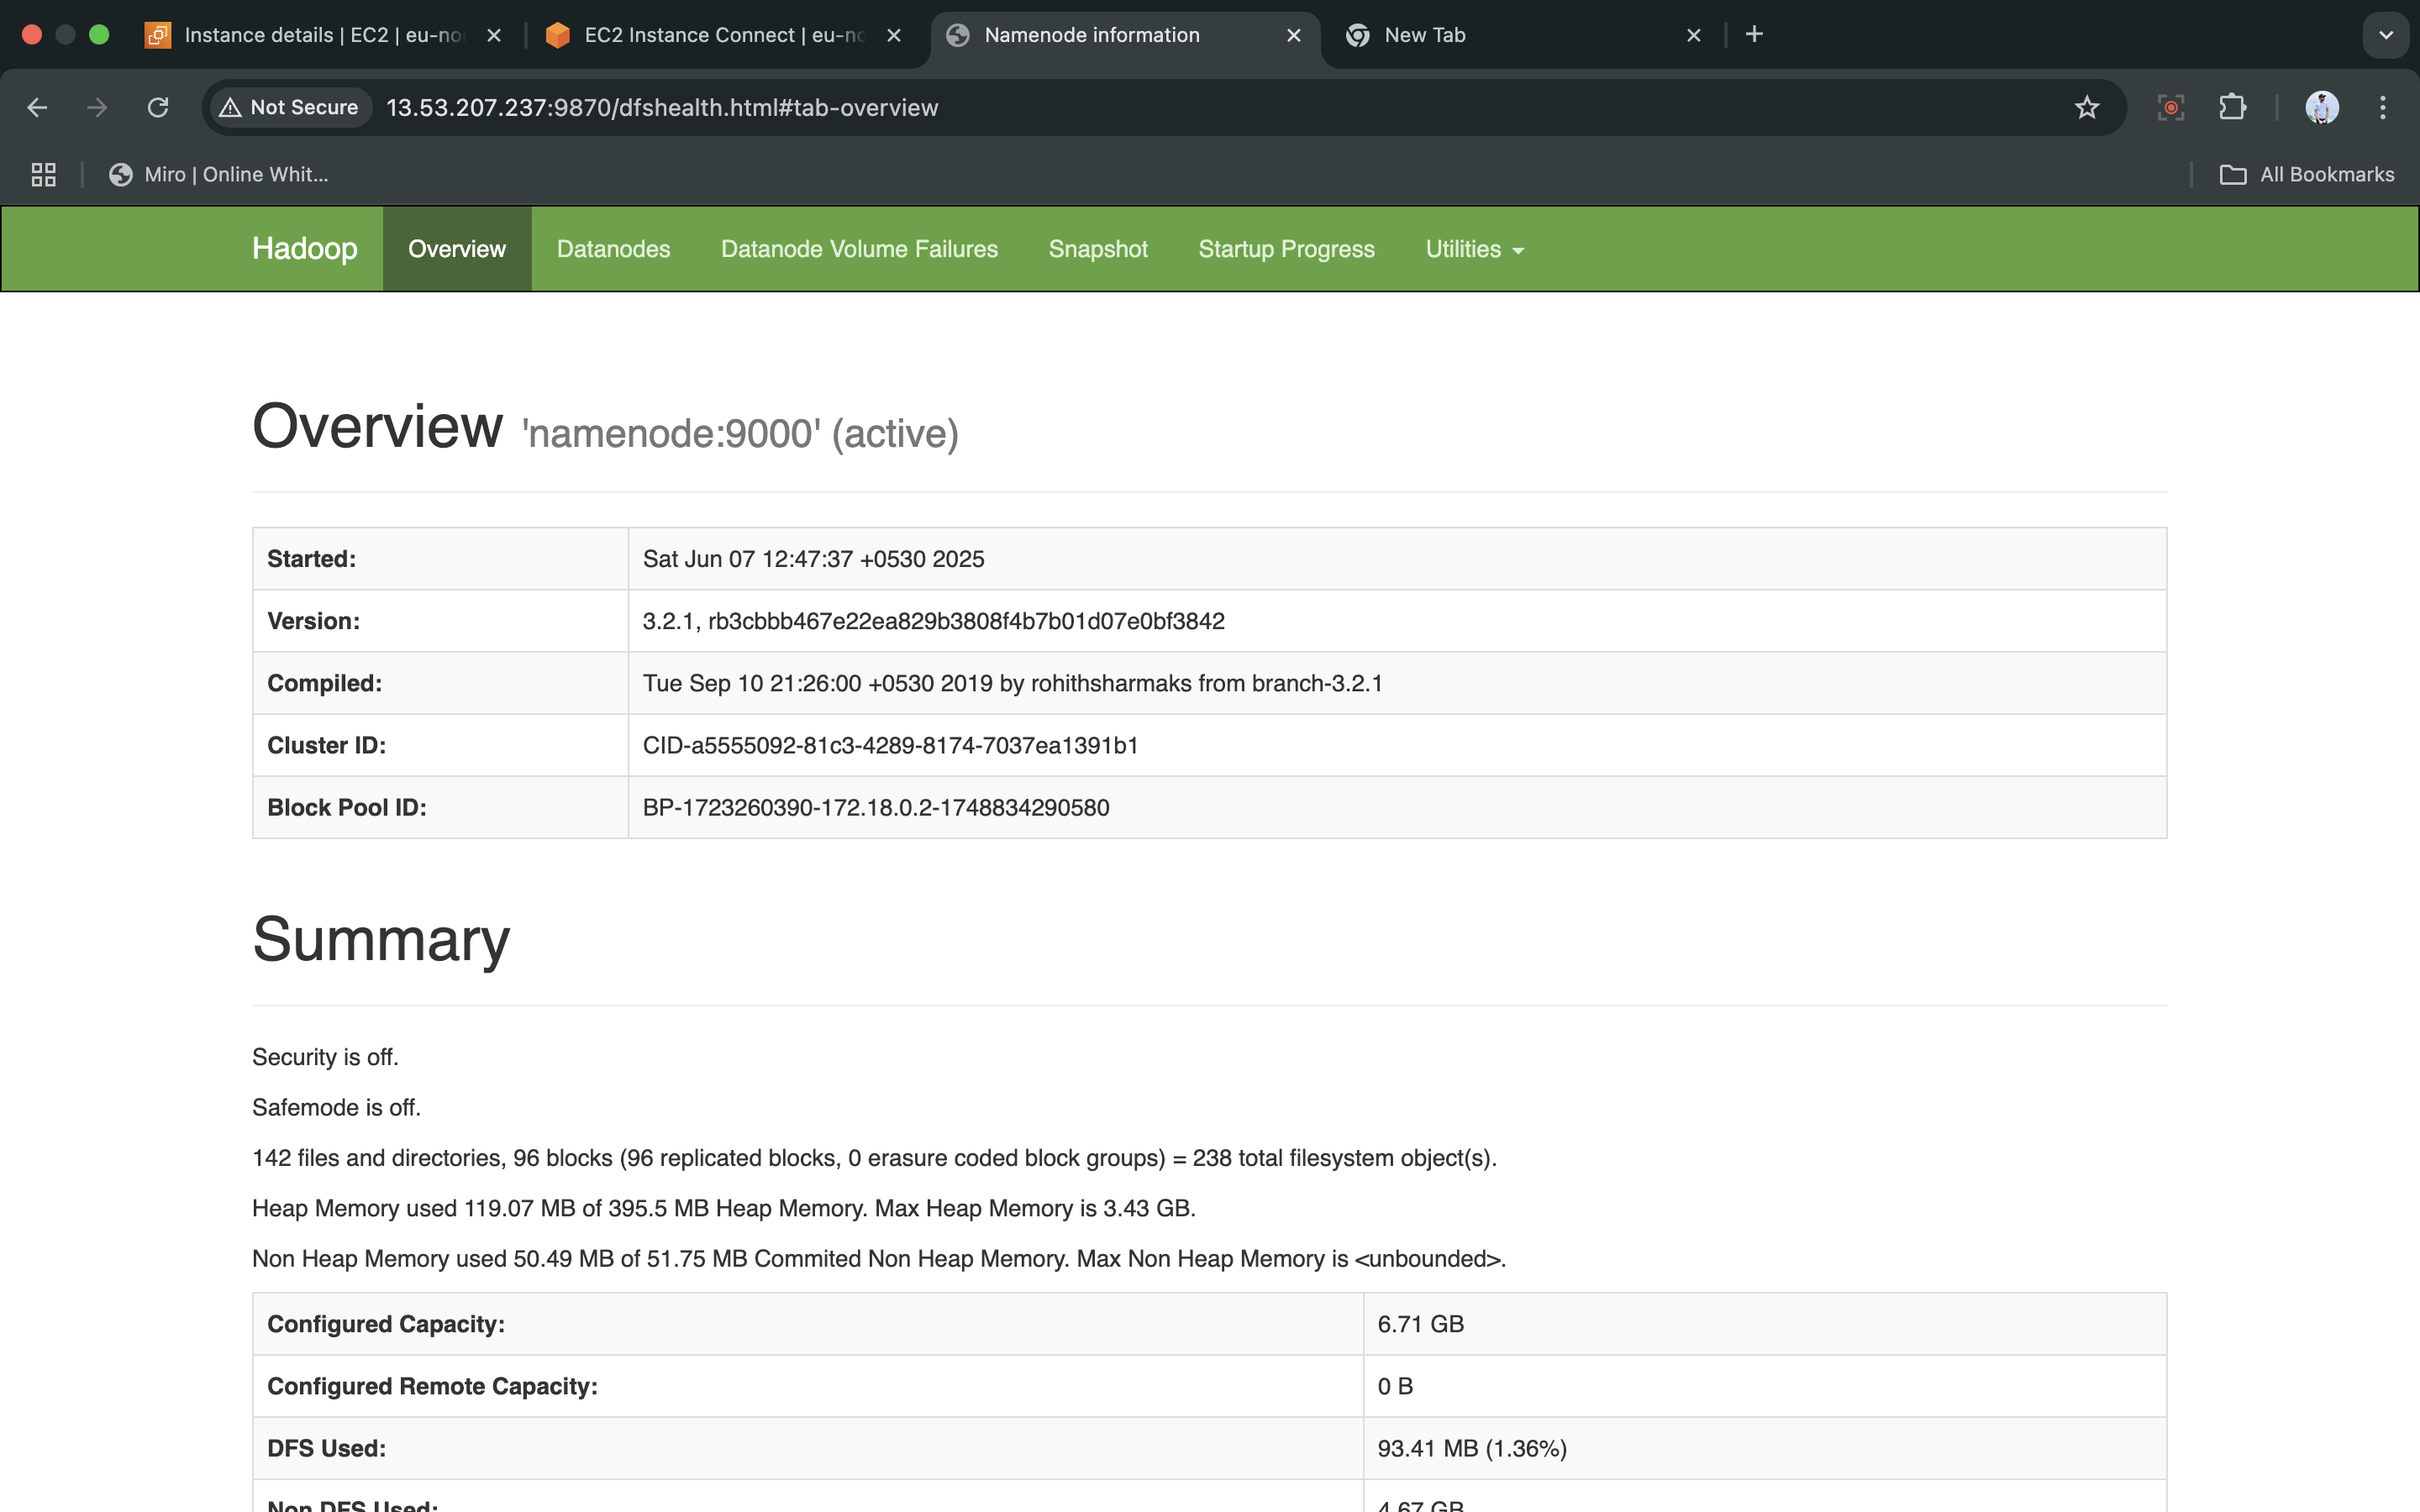 Instance details | EC2 | eu-no
EC2 Instance Connect | eu-no
Namenode information
New Tab
Not Secure 13.53.207.237:9870/dfshealth.html#tab-overview
Miro | Online Whit...
All Bookmarks
Hadoop Overview Datanodes Datanode Volume Failures Snapshot Startup Progress Utilities
Overview 'namenode:9000' (active)
Started: Sat Jun 07 12:47:37 +0530 2025
Version: 3.2.1, rb3cbbb467e22ea829b3808f4b7b01d07e0bf3842
Compiled: Tue Sep 10 21:26:00 +0530 2019 by rohithsharmaks from branch-3.2.1
Cluster ID: CID-a5555092-81c3-4289-8174-7037ea1391b1
Block Pool ID: BP-1723260390-172.18.0.2-1748834290580
Summary
Security is off.
Safemode is off.
142 files and directories, 96 blocks (96 replicated blocks, 0 erasure coded block groups) = 238 total filesystem object(s).
Heap Memory used 119.07 MB of 395.5 MB Heap Memory. Max Heap Memory is 3.43 GB.
Non Heap Memory used 50.49 MB of 51.75 MB Commited Non Heap Memory. Max Non Heap Memory is <unbounded>.
Configured Capacity: 6.71 GB
Configured Remote Capacity: 0 B
DFS Used: 93.41 MB (1.36%)
Non DFS Used: 4.67 GB